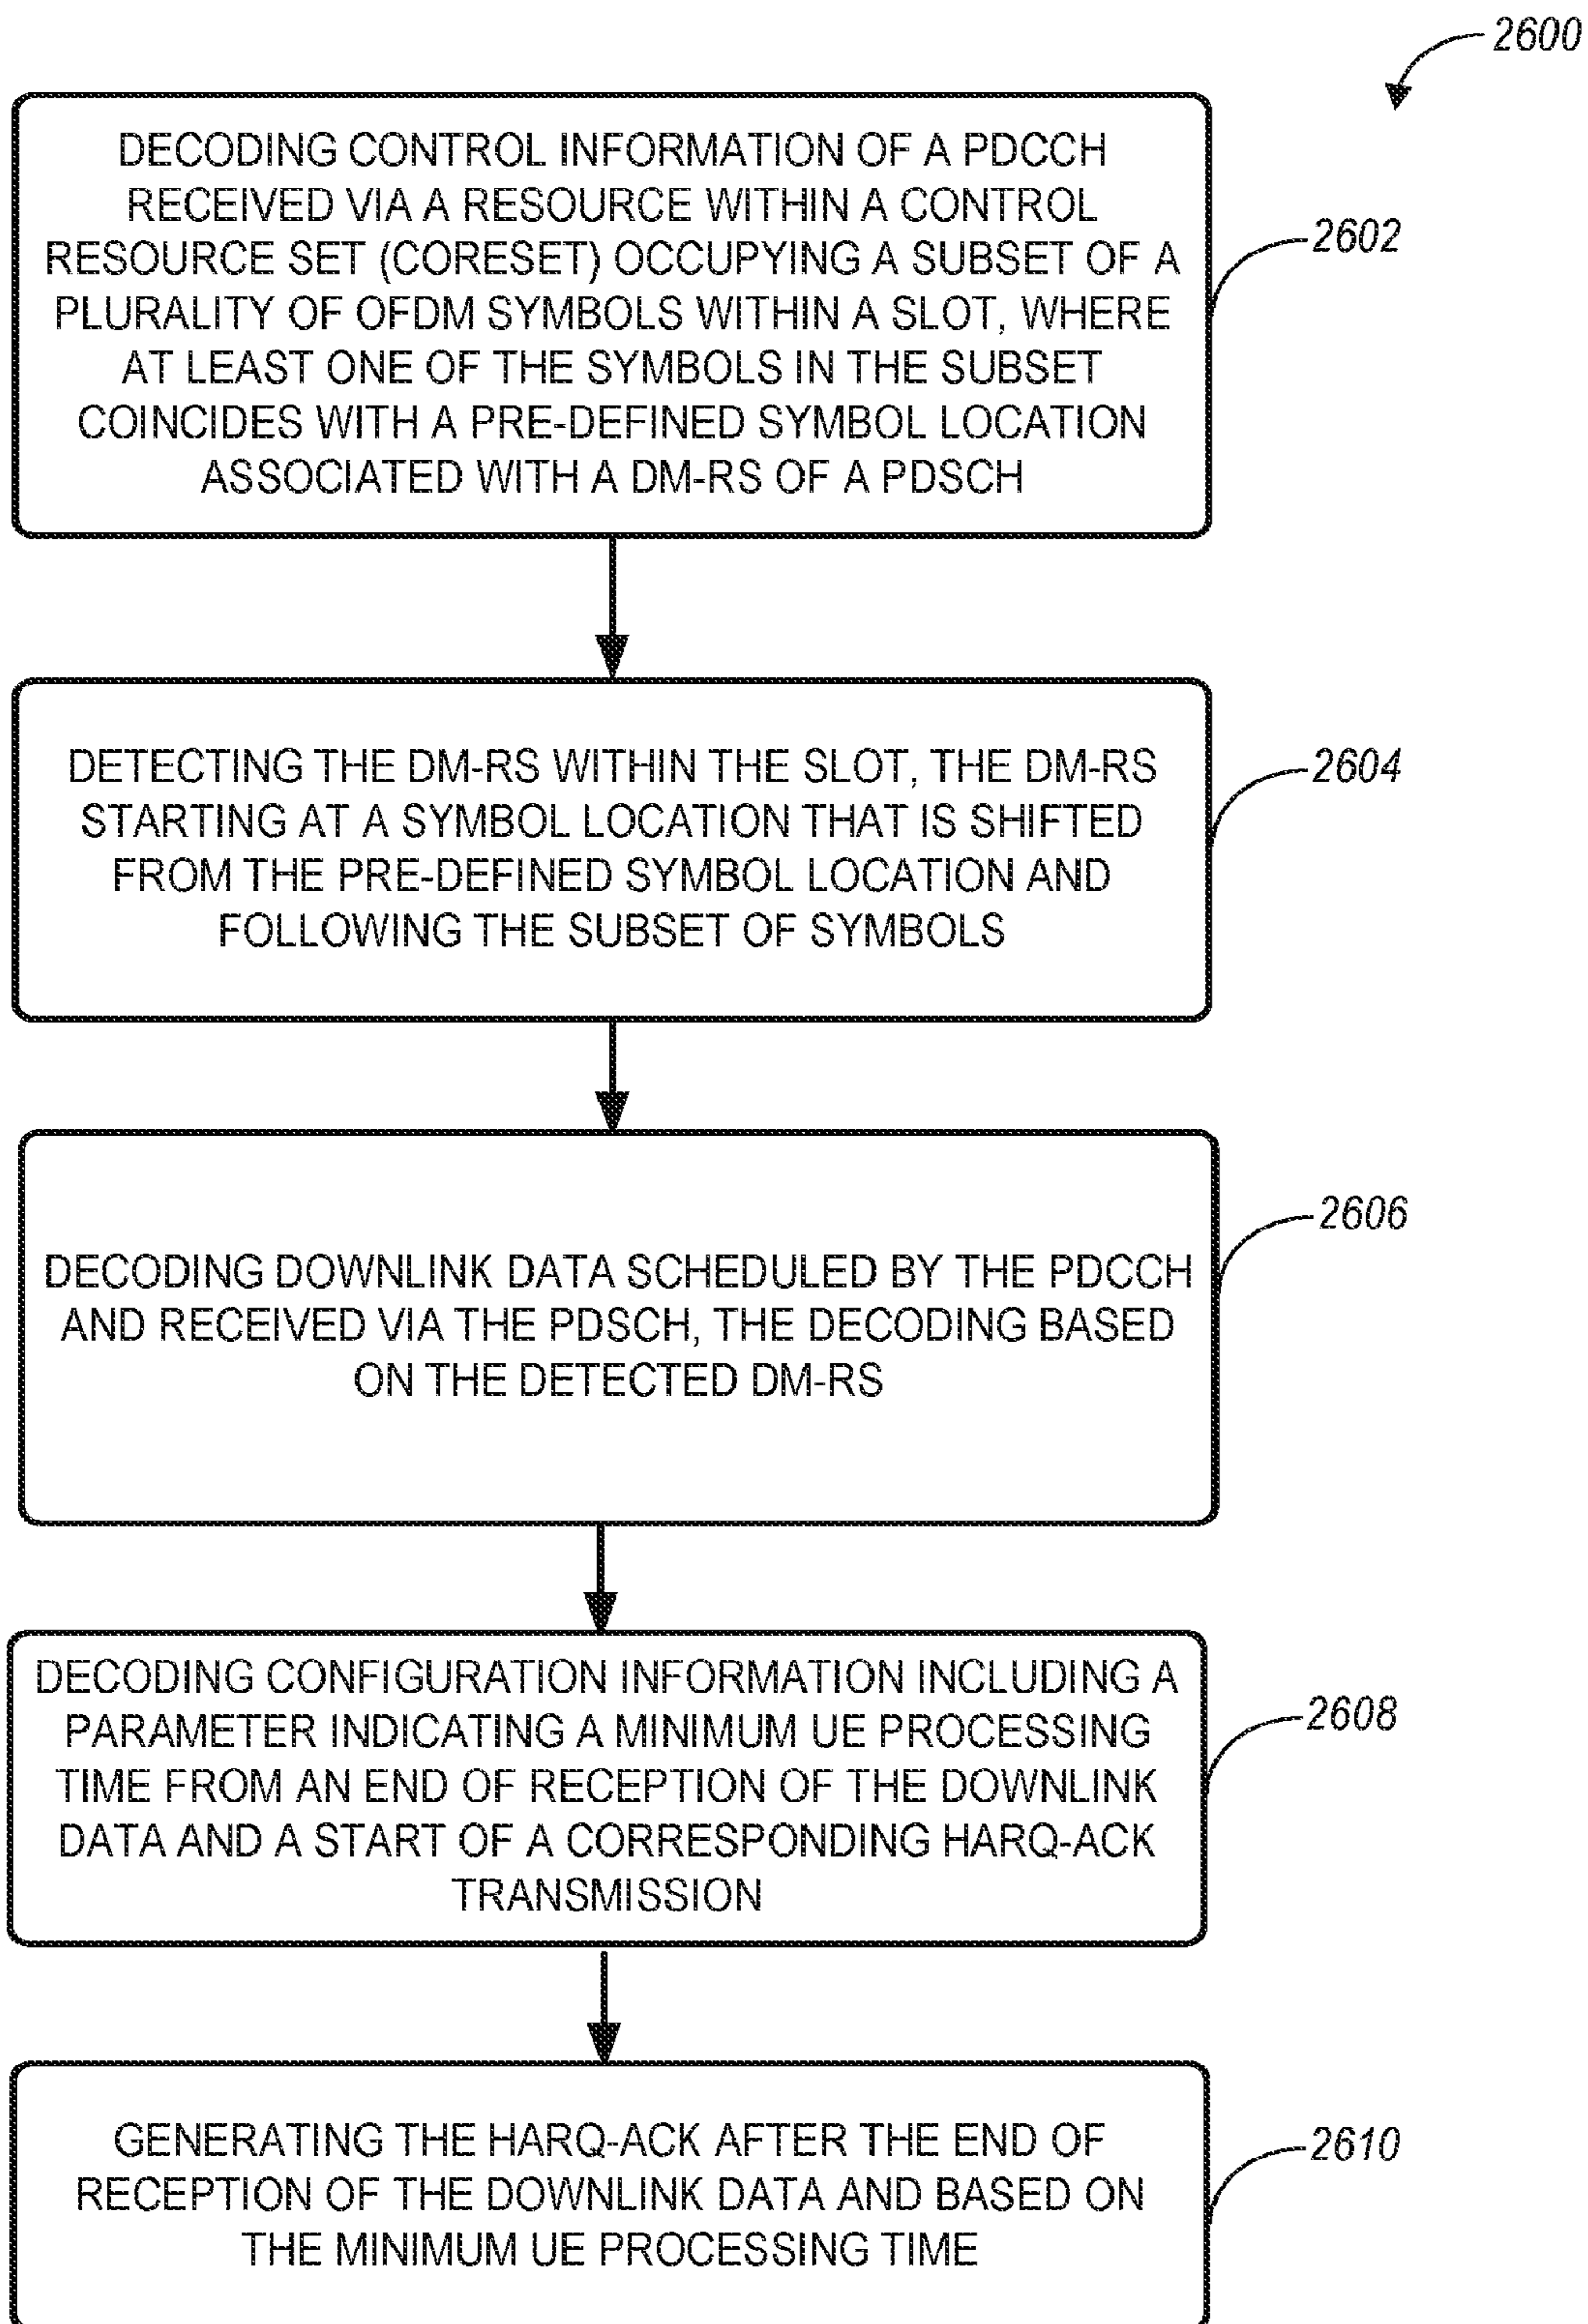 2600
DECODING CONTROL INFORMATION OF A PDCCH
RECEIVED VIA A RESOURCE WITHIN A CONTROL
RESOURCE SET (CORESET) OCCUPYING A SUBSET OF A
PLURALITY OF OFDM SYMBOLS WITHIN A SLOT, WHERE
AT LEAST ONE OF THE SYMBOLS IN THE SUBSET
COINCIDES WITH A PRE-DEFINED SYMBOL LOCATION
ASSOCIATED WITH A DM-RS OF A PDSCH
2602
DETECTING THE DM-RS WITHIN THE SLOT, THE DM-RS
STARTING AT A SYMBOL LOCATION THAT IS SHIFTED
FROM THE PRE-DEFINED SYMBOL LOCATION AND
FOLLOWING THE SUBSET OF SYMBOLS
2604
DECODING DOWNLINK DATA SCHEDULED BY THE PDCCH
AND RECEIVED VIA THE PDSCH, THE DECODING BASED
ON THE DETECTED DM-RS
2606
DECODING CONFIGURATION INFORMATION INCLUDING A
PARAMETER INDICATING A MINIMUM UE PROCESSING
TIME FROM AN END OF RECEPTION OF THE DOWNLINK
DATA AND A START OF A CORRESPONDING HARQ-ACK
TRANSMISSION
2608
GENERATING THE HARQ-ACK AFTER THE END OF
RECEPTION OF THE DOWNLINK DATA AND BASED ON
THE MINIMUM UE PROCESSING TIME
2610